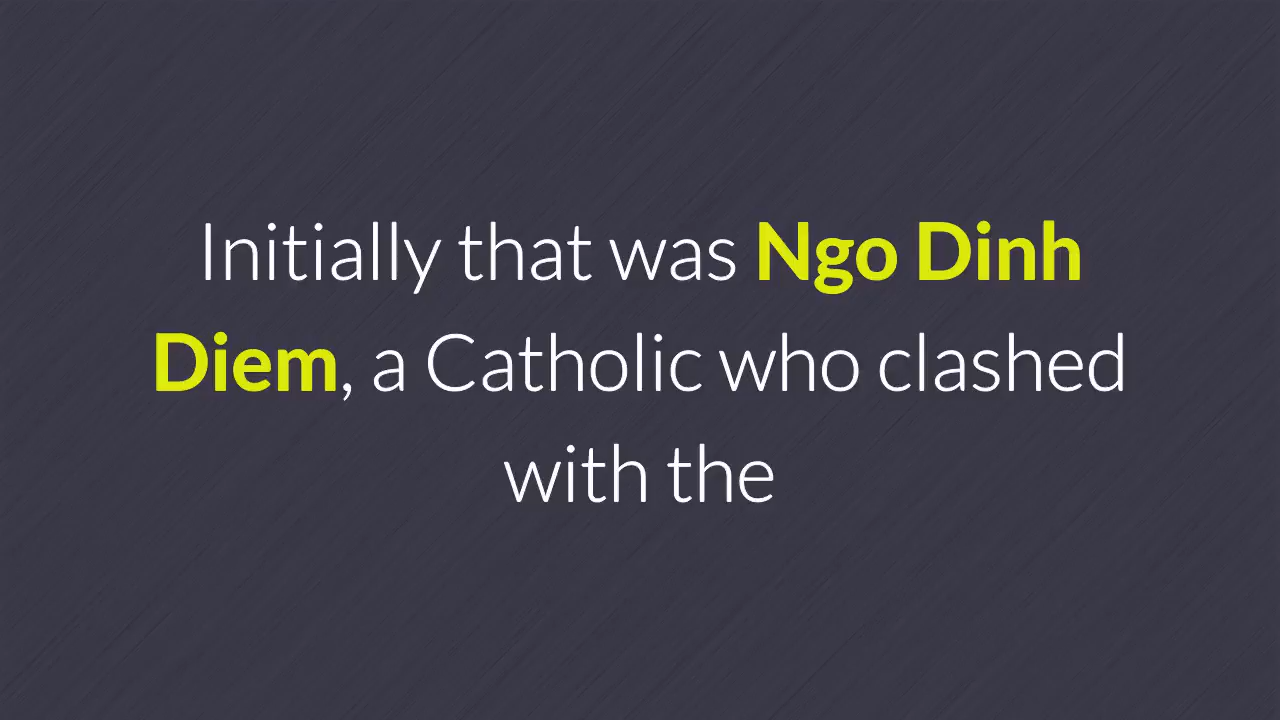 Initially that was Ngo Dinh
Diem, a Catholic who clashed
with the